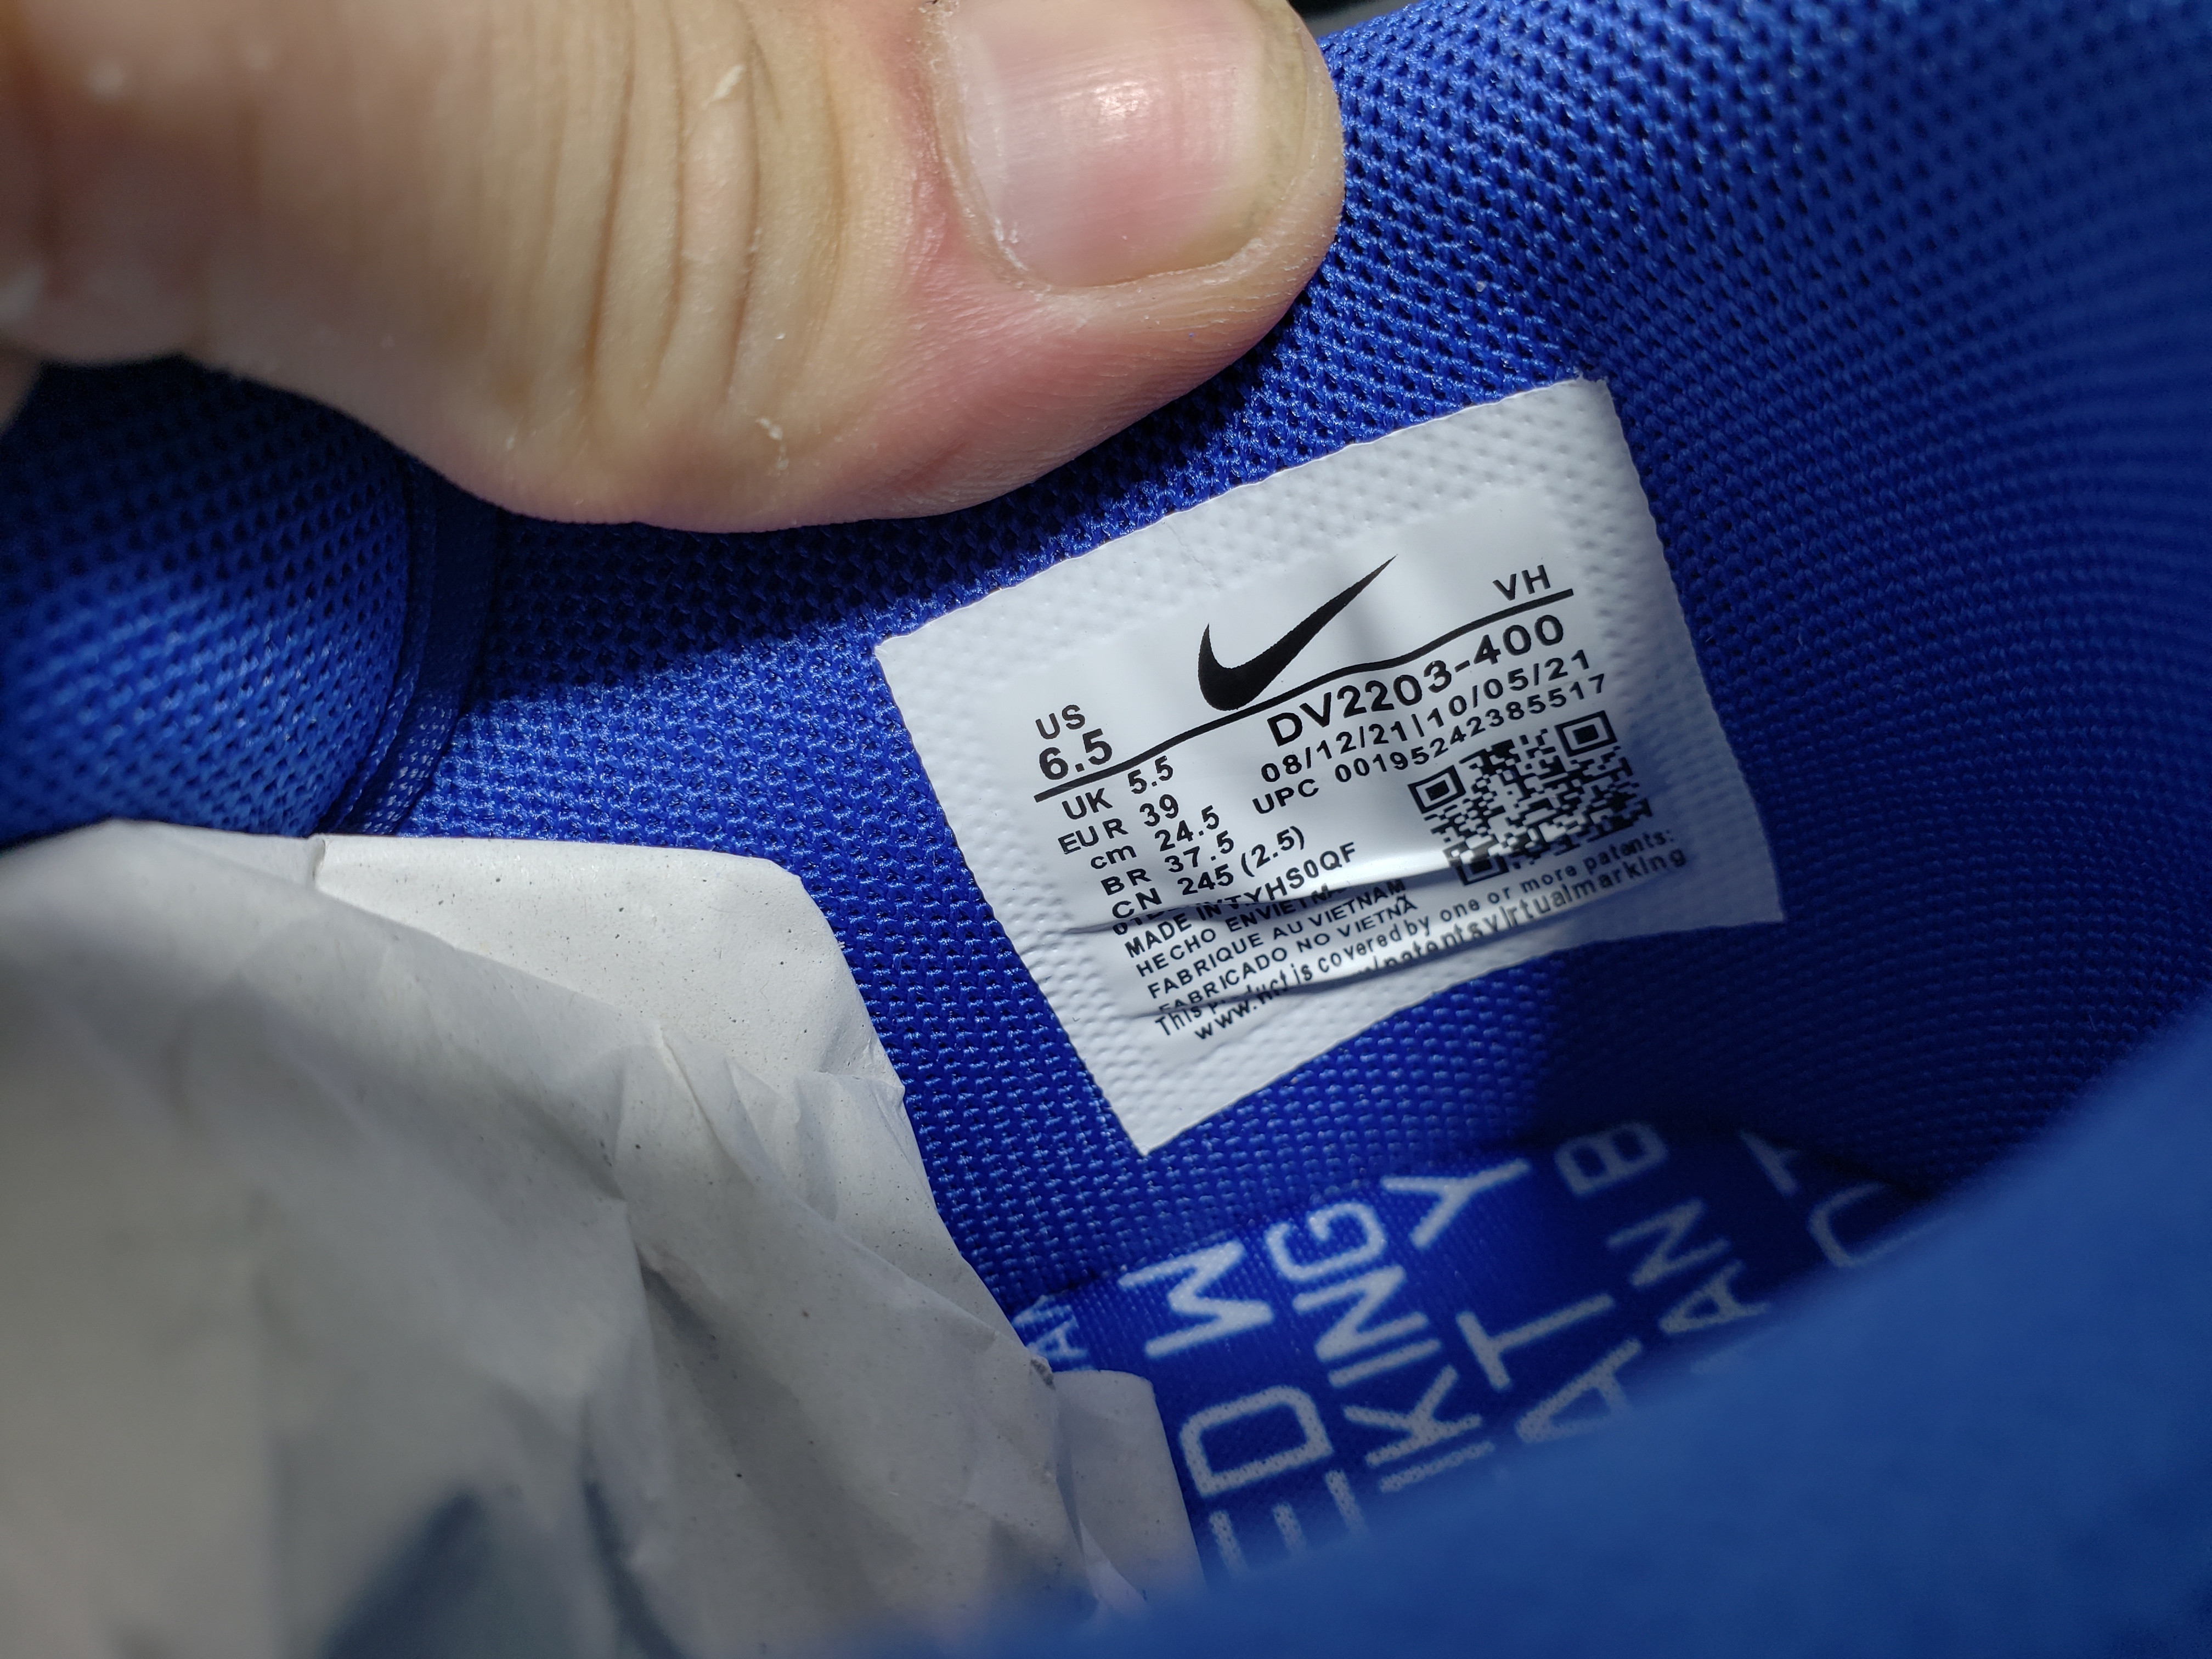 VH
US
6.5
DV2203-400
08/12/21|10/05/21
UPC 00195242385517
UK 5.5
EUR 39
cm 24.5
BR 37.5
CN 245 (2.5)
MADE IN
HECHO EN VIETNAM
FABRIQUE AU VIETNAM
FABRICADO NO VIETNÃ
This is covered by one or more patents:
ED W
KING